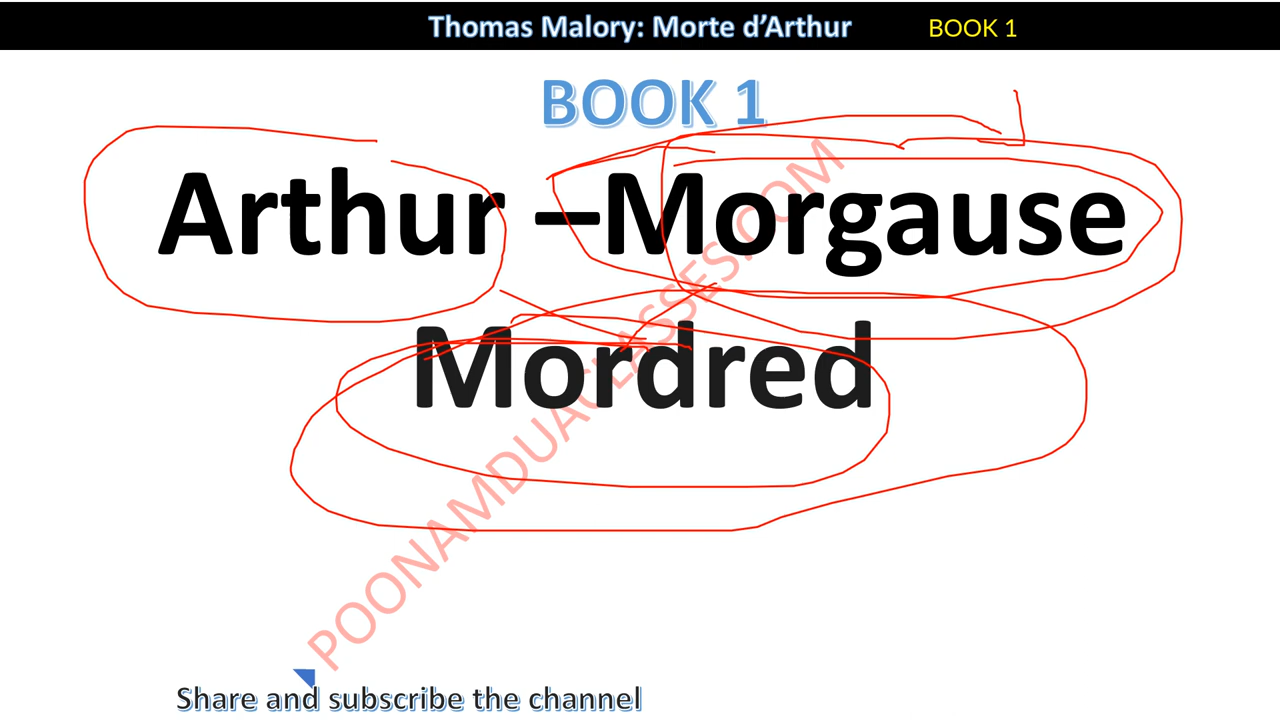 Thomas Malory: Morte d’Arthur BOOK 1
BOOK 1
Arthur –Morgause
Mordred
POONAMDUACLASSES.COM
Share and subscribe the channel